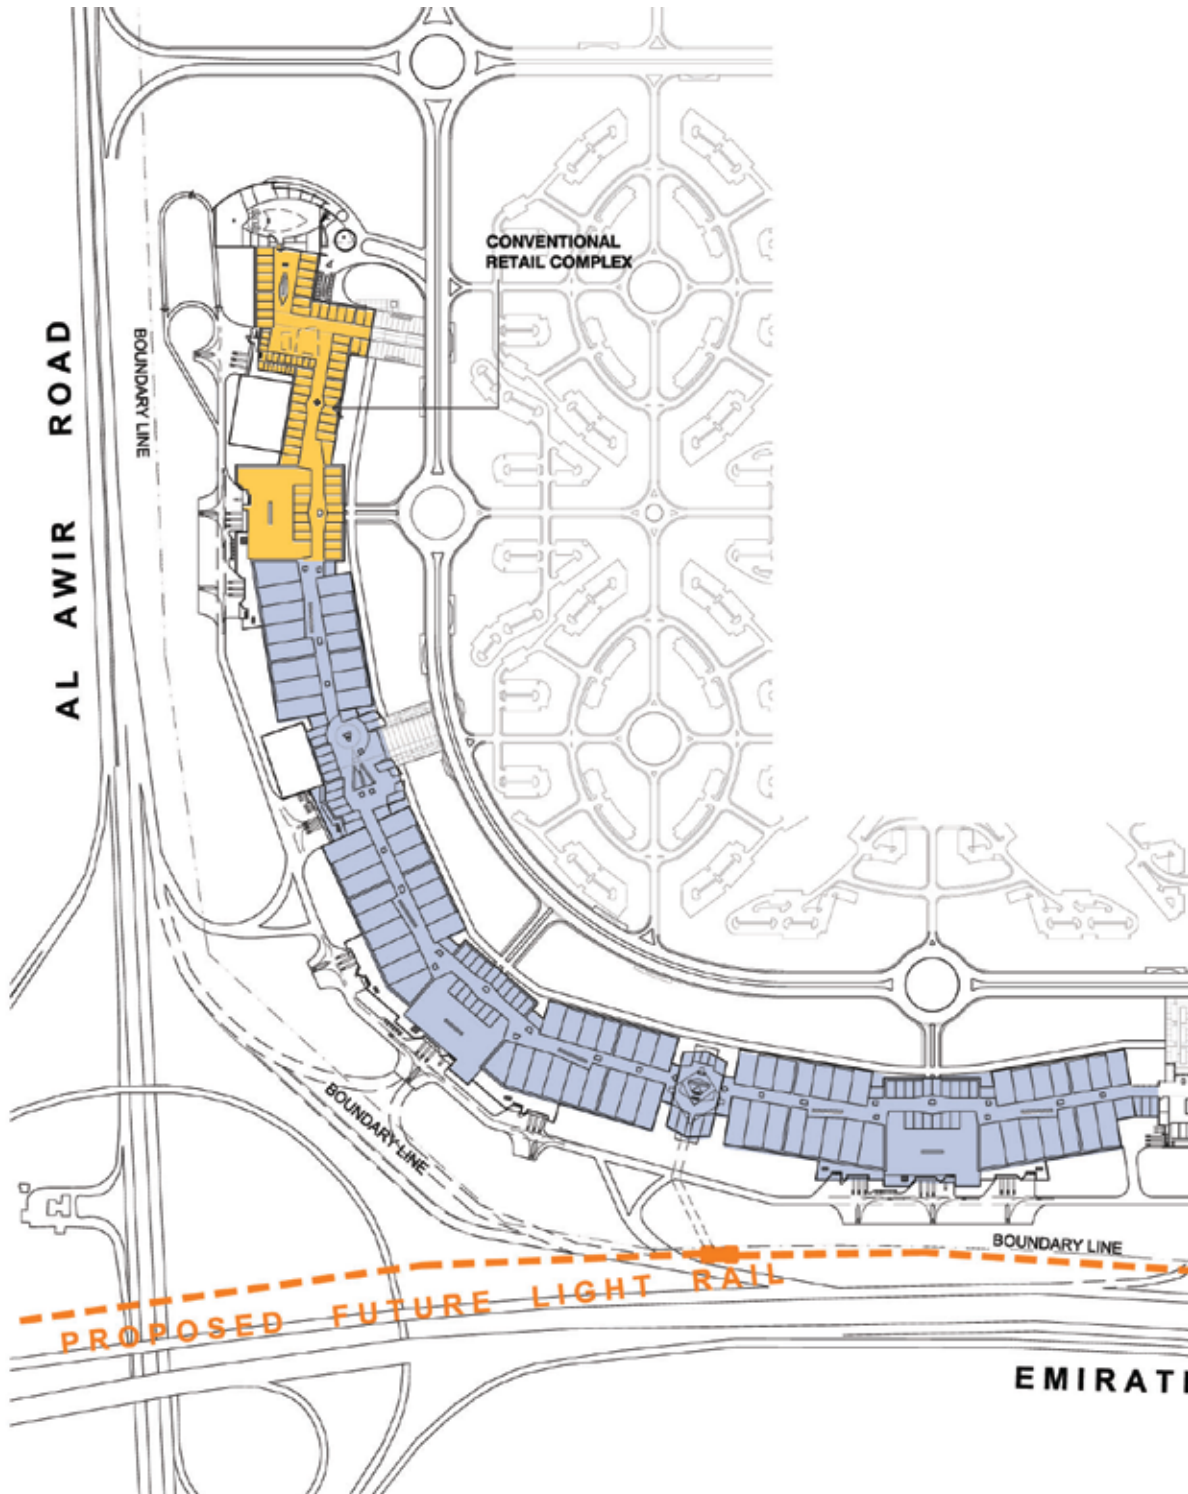 CONVENTIONAL
RETAIL COMPLEX
AL AWIR ROAD
BOUNDARY LINE
BOUNDARY LINE
BOUNDARY LINE
PROPOSED FUTURE LIGHT RAIL
EMIRATE